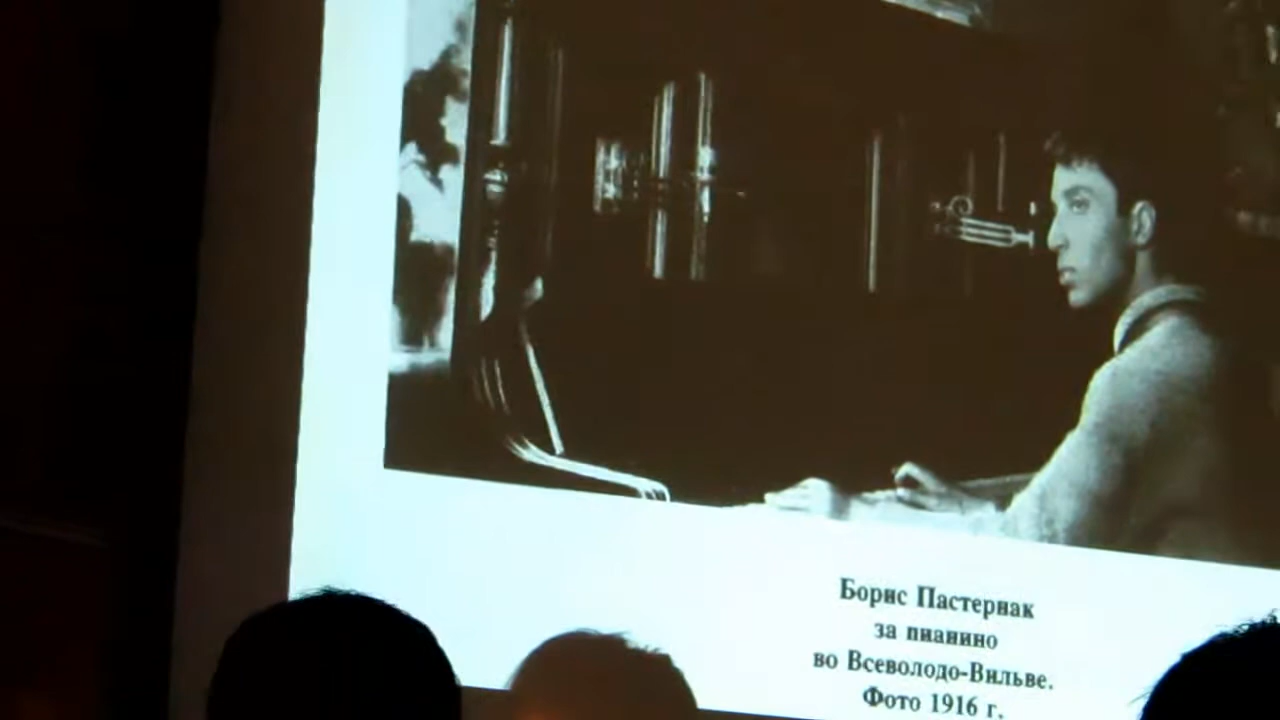 Борис Пастернак
за пианино
во Всеволодо-Вильве.
Фото 1916 г.